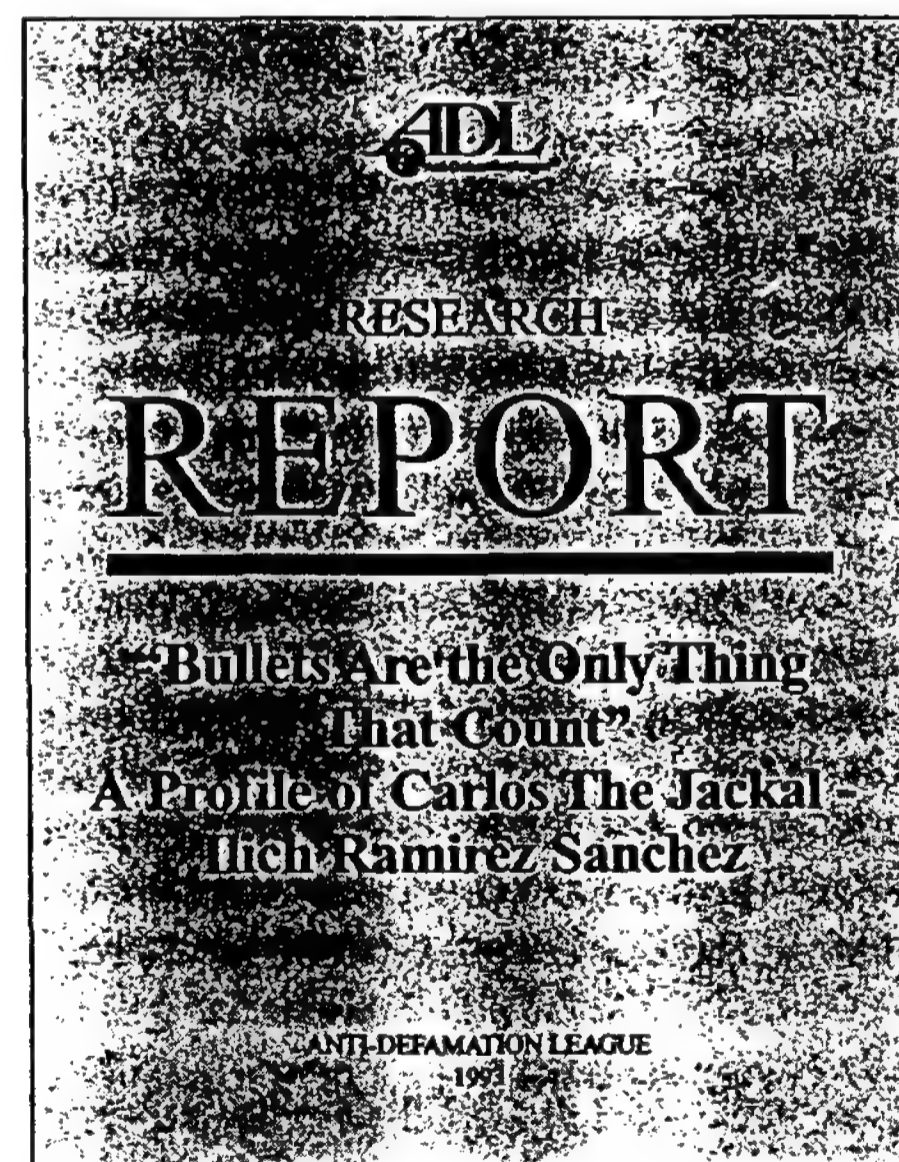 ADL
RESEARCH
REPORT
"Bullets Are the Only Thing
That Count"
A Profile of Carlos The Jackal -
Ilich Ramirez Sanchez
ANTI-DEFAMATION LEAGUE